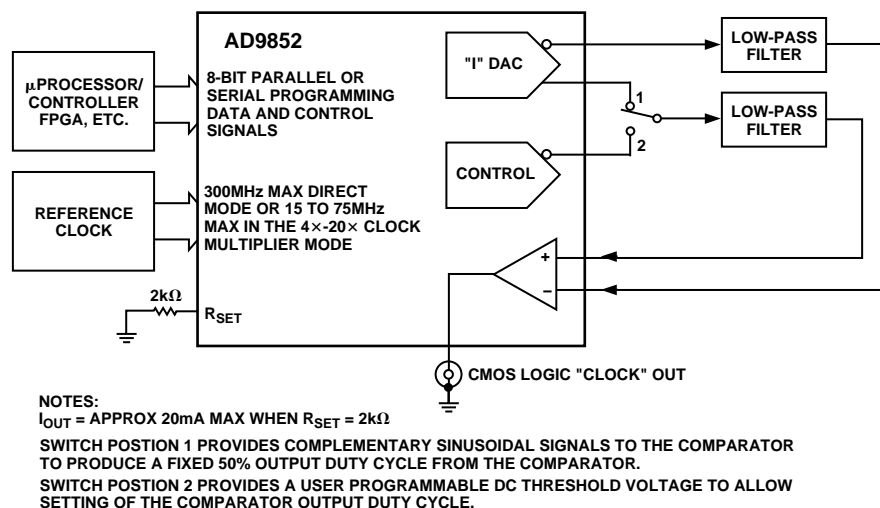 AD9852
µPROCESSOR/
CONTROLLER
FPGA, ETC.
8-BIT PARALLEL OR
SERIAL PROGRAMMING
DATA AND CONTROL
SIGNALS
"I" DAC
LOW-PASS
FILTER
1
2
LOW-PASS
FILTER
CONTROL
REFERENCE
CLOCK
300MHz MAX DIRECT
MODE OR 15 TO 75MHz
MAX IN THE 4×-20× CLOCK
MULTIPLIER MODE
+
–
2kΩ
RSET
CMOS LOGIC "CLOCK" OUT
NOTES:
IOUT = APPROX 20mA MAX WHEN RSET = 2kΩ
SWITCH POSTION 1 PROVIDES COMPLEMENTARY SINUSOIDAL SIGNALS TO THE COMPARATOR
TO PRODUCE A FIXED 50% OUTPUT DUTY CYCLE FROM THE COMPARATOR.
SWITCH POSTION 2 PROVIDES A USER PROGRAMMABLE DC THRESHOLD VOLTAGE TO ALLOW
SETTING OF THE COMPARATOR OUTPUT DUTY CYCLE.